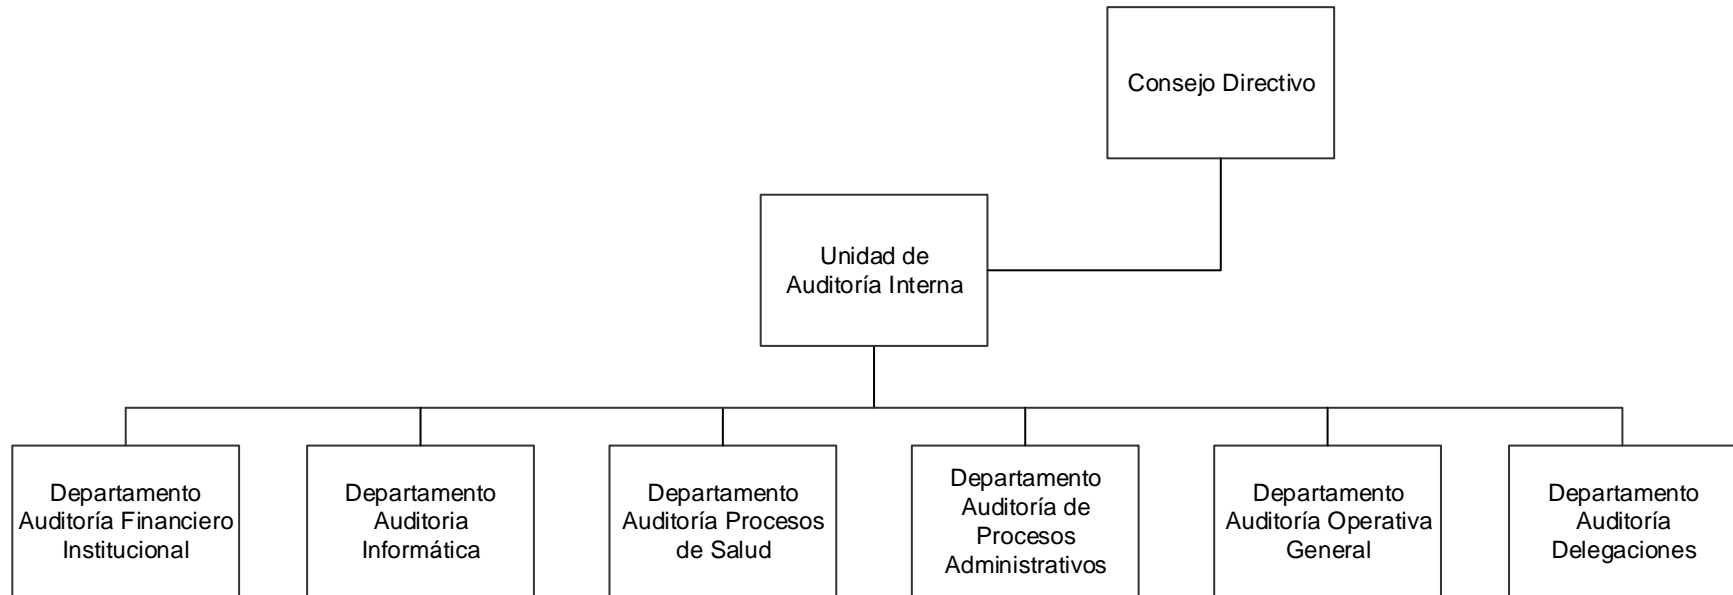 Consejo Directivo
Unidad de
Auditoría Interna
Departamento
Auditoría Financiero
Institucional
Departamento
Auditoria
Informática
Departamento
Auditoría Procesos
de Salud
Departamento
Auditoría de
Procesos
Administrativos
Departamento
Auditoría Operativa
General
Departamento
Auditoría
Delegaciones